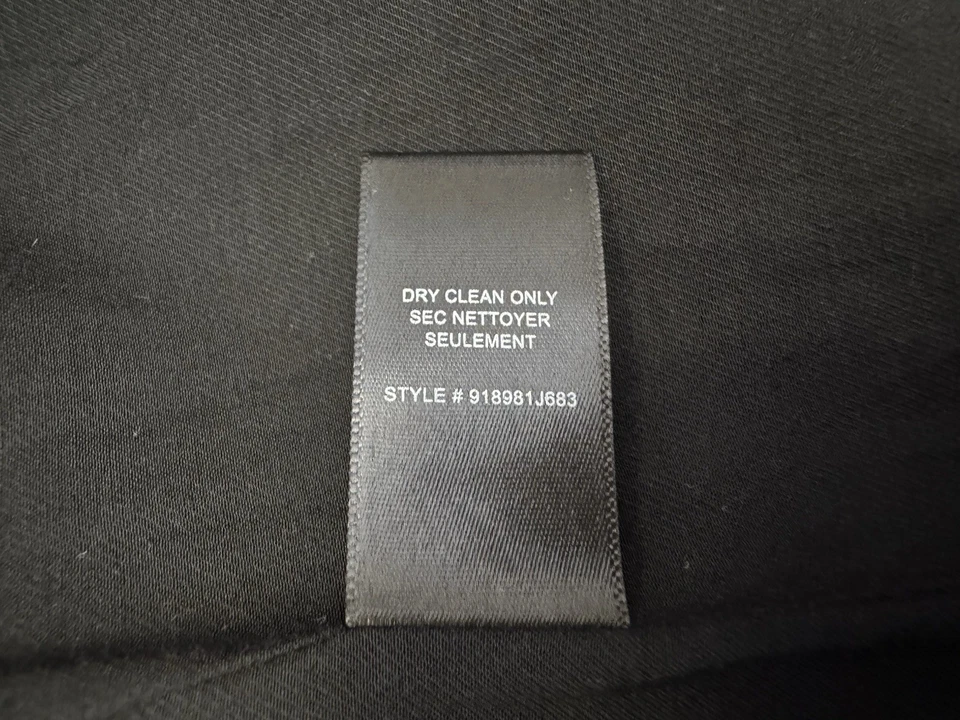 DRY CLEAN ONLY
SEC NETTOYER
SEULEMENT
STYLE # 918981J683